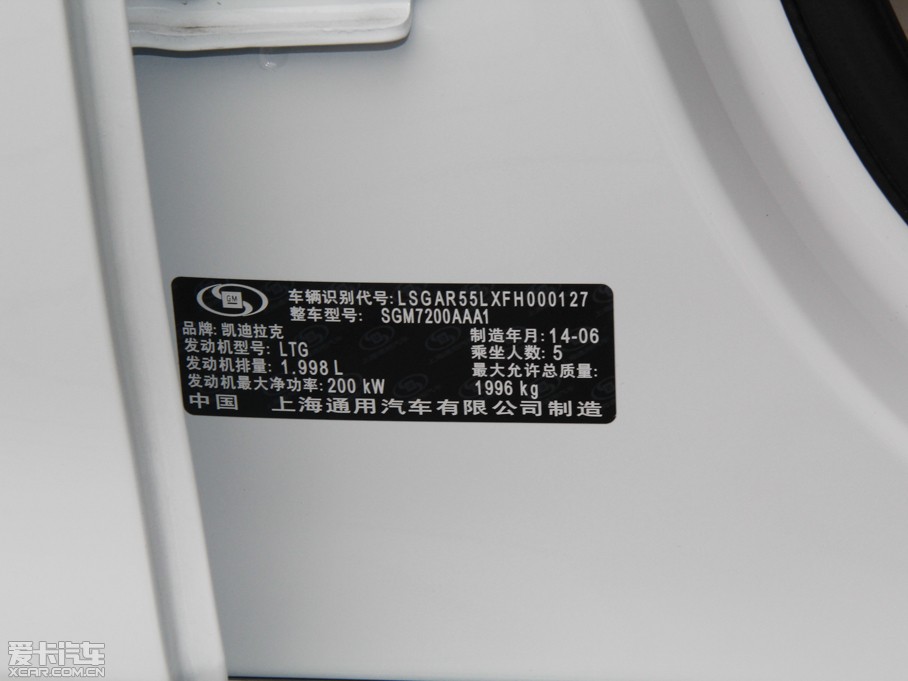 GM
车辆识别代号: LSGAR55LXFH000127
整车型号: SGM7200AAA1
品牌: 凯迪拉克
制造年月: 14-06
发动机型号: LTG
乘坐人数: 5
发动机排量: 1.998 L
最大允许总质量:
发动机最大净功率: 200 kW
1996 kg
中国 上海通用汽车有限公司制造
爱卡汽车
XCAR.COM.CN